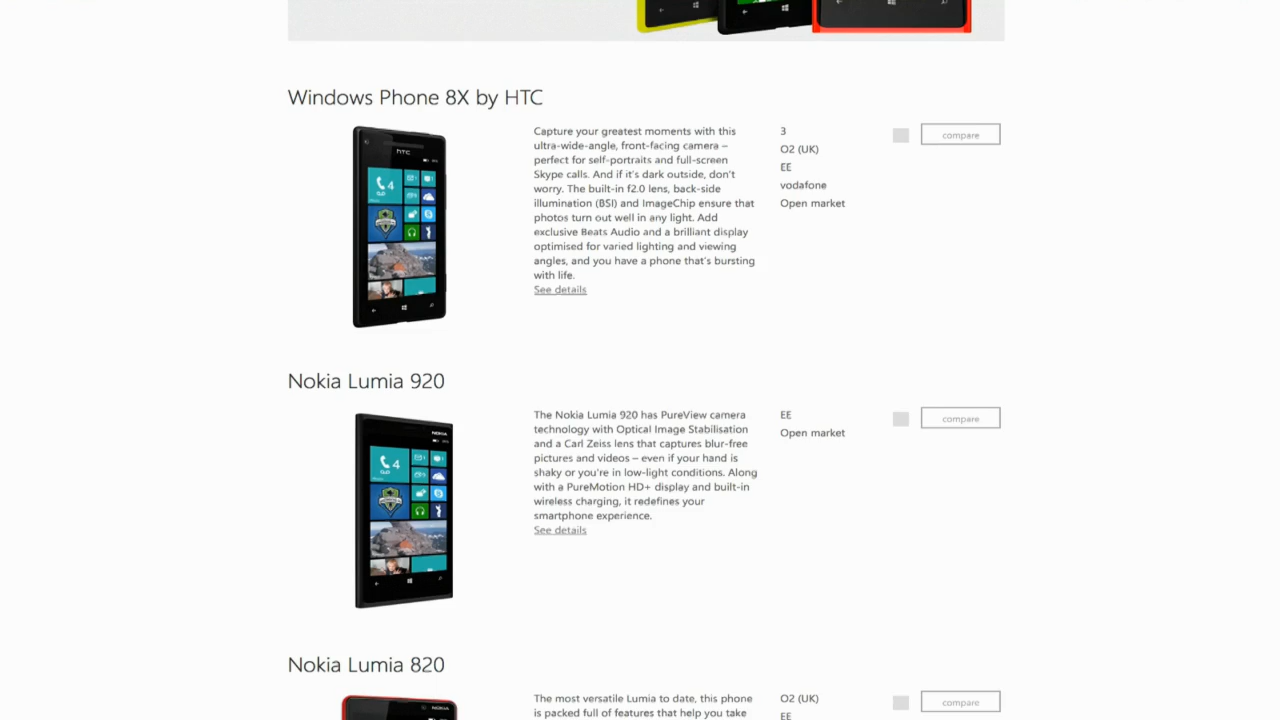 Windows Phone 8X by HTC
Capture your greatest moments with this
ultra-wide-angle, front-facing camera –
perfect for self-portraits and full-screen
Skype calls. And if it's dark outside, don't
worry. The built-in f2.0 lens, back-side
illumination (BSI) and ImageChip ensure that
photos turn out well in any light. Add
exclusive Beats Audio and a brilliant display
optimised for varied lighting and viewing
angles, and you have a phone that's bursting
with life.
See details
3
O2 (UK)
EE
vodafone
Open market
compare
hTC
4
Nokia Lumia 920
The Nokia Lumia 920 has PureView camera
technology with Optical Image Stabilisation
and a Carl Zeiss lens that captures blur-free
pictures and videos – even if your hand is
shaky or you're in low-light conditions. Along
with a PureMotion HD+ display and built-in
wireless charging, it redefines your
smartphone experience.
See details
EE
Open market
compare
NOKIA
4
Nokia Lumia 820
The most versatile Lumia to date, this phone
is packed full of features that help you take
O2 (UK)
EE
compare
NOKIA